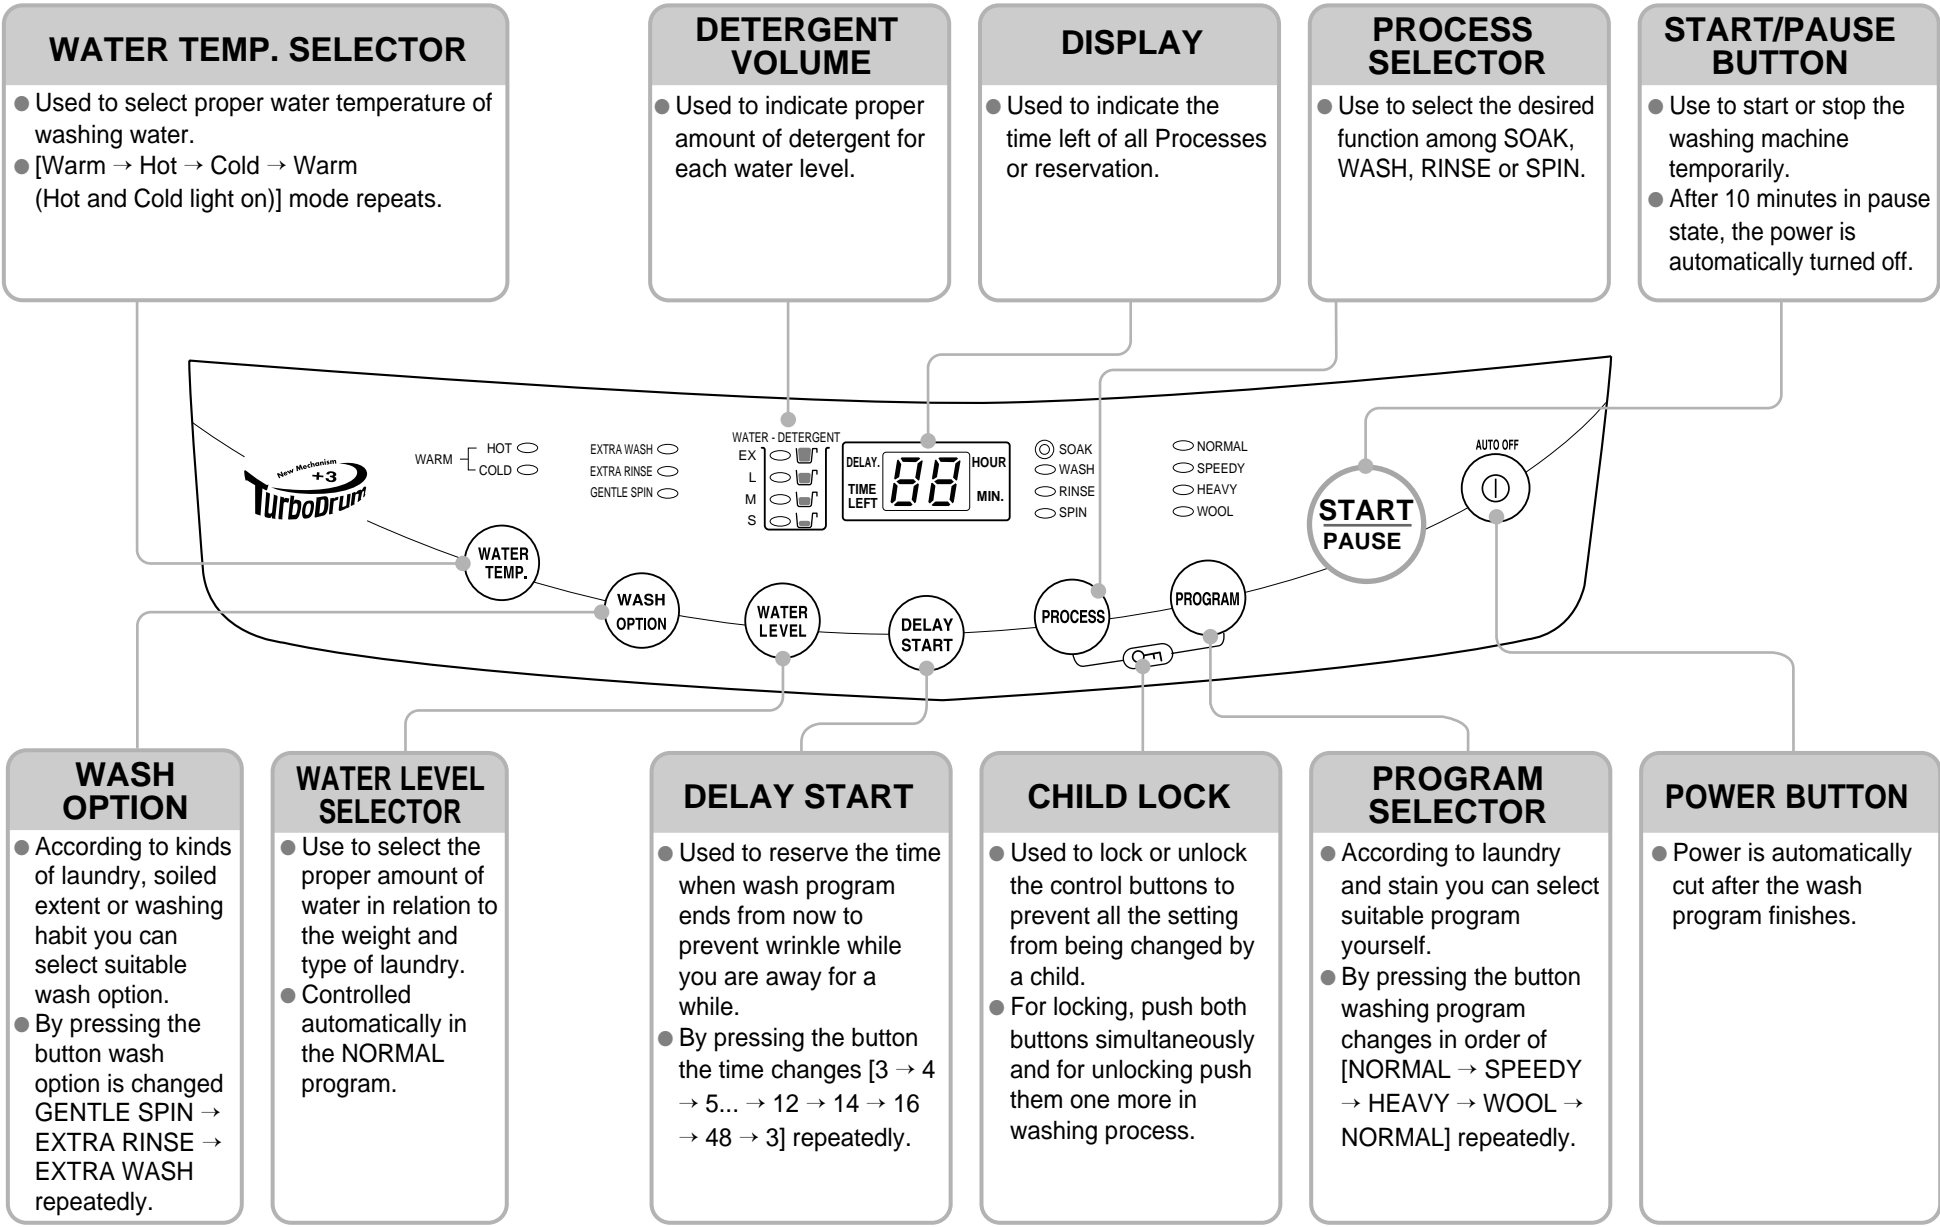 WATER TEMP. SELECTOR
● Used to select proper water temperature of
washing water.
● [Warm → Hot → Cold → Warm
(Hot and Cold light on)] mode repeats.
DETERGENT
VOLUME
● Used to indicate proper
amount of detergent for
each water level.
DISPLAY
● Used to indicate the
time left of all Processes
or reservation.
PROCESS
SELECTOR
● Use to select the desired
function among SOAK,
WASH, RINSE or SPIN.
START/PAUSE
BUTTON
● Use to start or stop the
washing machine
temporarily.
● After 10 minutes in pause
state, the power is
automatically turned off.
New Mechanism
+3
TurboDrum
WARM
HOT
COLD
EXTRA WASH
EXTRA RINSE
GENTLE SPIN
WATER - DETERGENT
EX
L
M
S
DELAY.
TIME
LEFT
88
HOUR
MIN.
SOAK
WASH
RINSE
SPIN
NORMAL
SPEEDY
HEAVY
WOOL
START
PAUSE
AUTO OFF
WATER
TEMP.
WASH
OPTION
WATER
LEVEL
DELAY
START
PROCESS
PROGRAM
WASH
OPTION
● According to kinds
of laundry, soiled
extent or washing
habit you can
select suitable
wash option.
● By pressing the
button wash
option is changed
GENTLE SPIN →
EXTRA RINSE →
EXTRA WASH
repeatedly.
WATER LEVEL
SELECTOR
● Use to select the
proper amount of
water in relation to
the weight and
type of laundry.
● Controlled
automatically in
the NORMAL
program.
DELAY START
● Used to reserve the time
when wash program
ends from now to
prevent wrinkle while
you are away for a
while.
● By pressing the button
the time changes [3 → 4
→ 5... → 12 → 14 → 16
→ 48 → 3] repeatedly.
CHILD LOCK
● Used to lock or unlock
the control buttons to
prevent all the setting
from being changed by
a child.
● For locking, push both
buttons simultaneously
and for unlocking push
them one more in
washing process.
PROGRAM
SELECTOR
● According to laundry
and stain you can select
suitable program
yourself.
● By pressing the button
washing program
changes in order of
[NORMAL → SPEEDY
→ HEAVY → WOOL →
NORMAL] repeatedly.
POWER BUTTON
● Power is automatically
cut after the wash
program finishes.